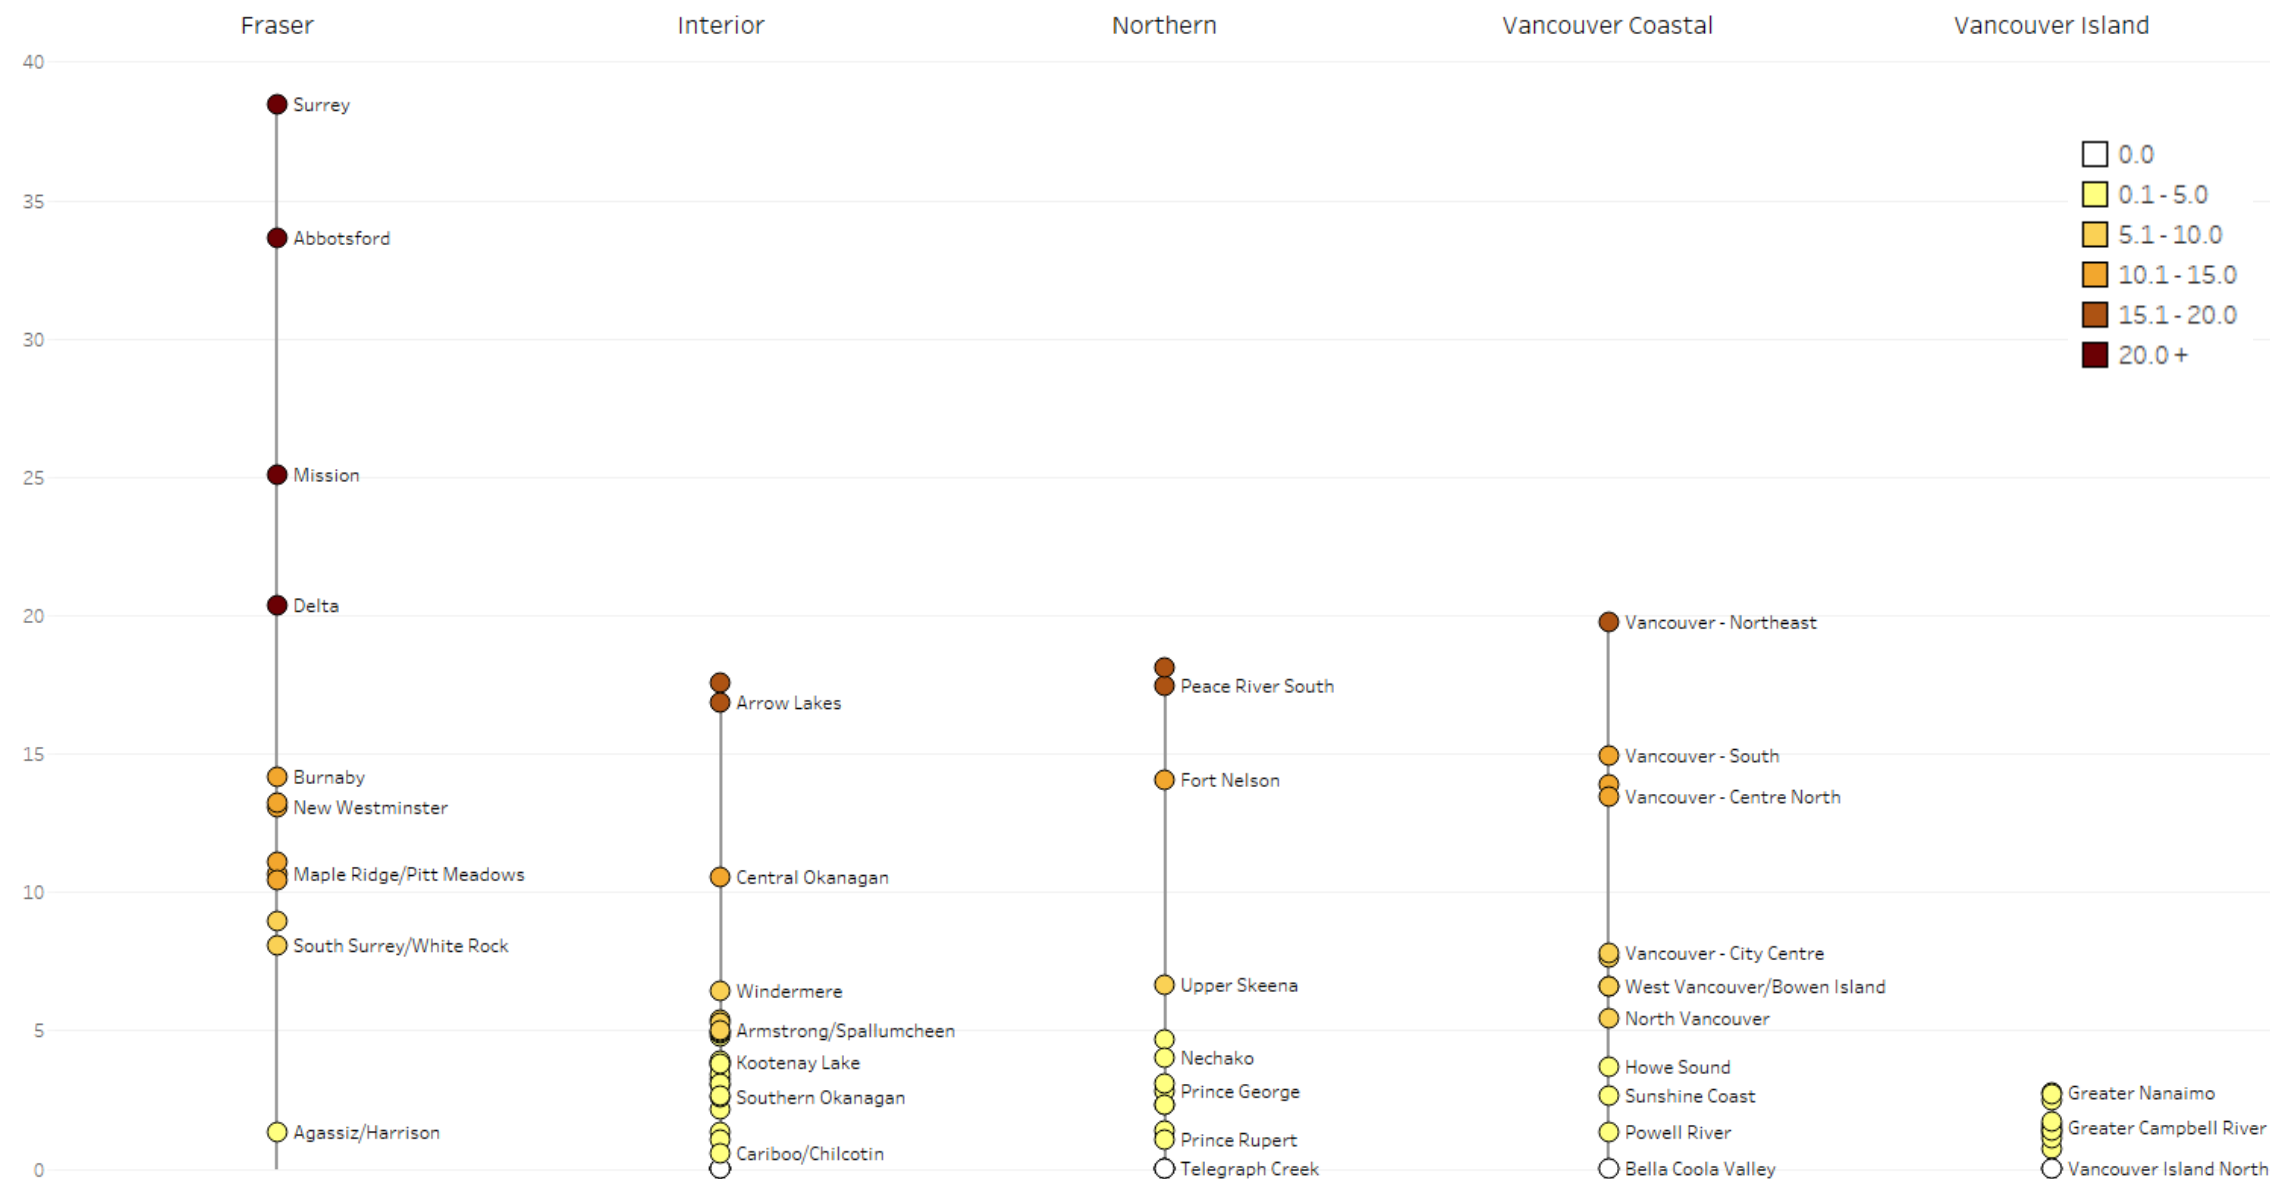 Fraser
Interior
Northern
Vancouver Coastal
Vancouver Island
40
35
30
25
20
15
10
5
0
Surrey
Abbotsford
Mission
Delta
Burnaby
New Westminster
Maple Ridge/Pitt Meadows
South Surrey/White Rock
Agassiz/Harrison
Arrow Lakes
Central Okanagan
Windermere
Armstrong/Spallumcheen
Kootenay Lake
Southern Okanagan
Cariboo/Chilcotin
Peace River South
Fort Nelson
Upper Skeena
Nechako
Prince George
Prince Rupert
Telegraph Creek
Vancouver - Northeast
Vancouver - South
Vancouver - Centre North
Vancouver - City Centre
West Vancouver/Bowen Island
North Vancouver
Howe Sound
Sunshine Coast
Powell River
Bella Coola Valley
Greater Nanaimo
Greater Campbell River
Vancouver Island North
0.0
0.1 - 5.0
5.1 - 10.0
10.1 - 15.0
15.1 - 20.0
20.0 +